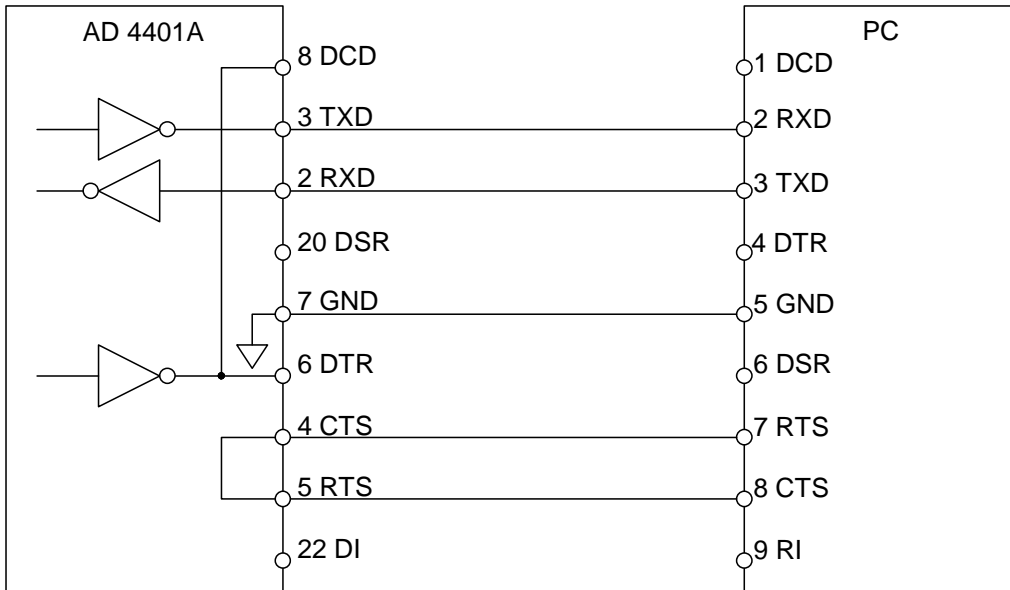 AD 4401A
PC
8 DCD
1 DCD
3 TXD
2 RXD
2 RXD
3 TXD
20 DSR
4 DTR
7 GND
5 GND
6 DTR
6 DSR
4 CTS
7 RTS
5 RTS
8 CTS
22 DI
9 RI